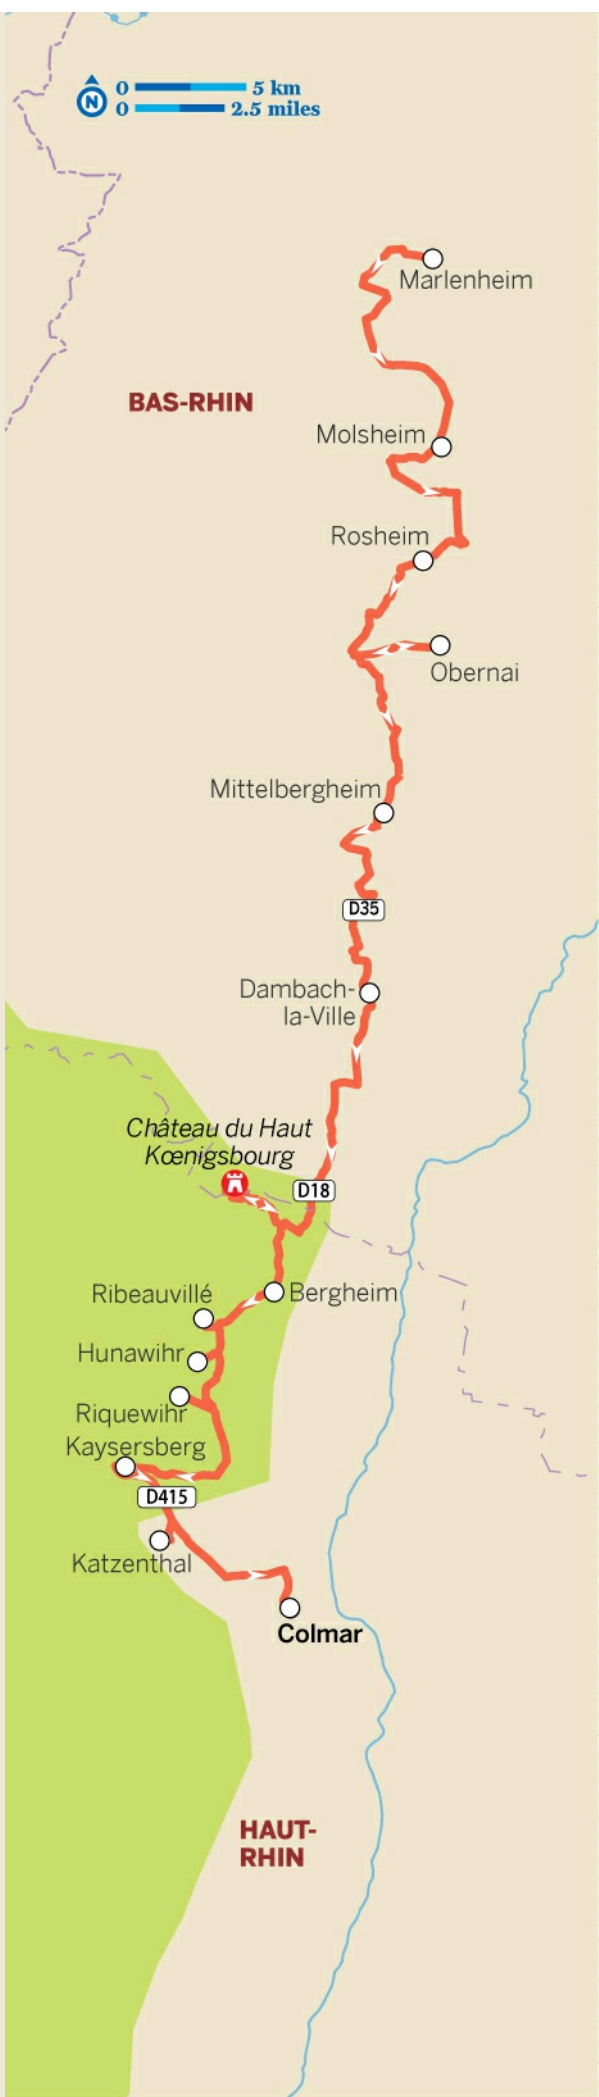 N
0 5 km
0 2.5 miles
Marlenheim
BAS-RHIN
Molsheim
Rosheim
Obernai
Mittelbergheim
D35
Dambach-
la-Ville
Château du Haut
Kœnigsbourg
D18
Bergheim
Ribeauvillé
Hunawihr
Riquewihr
Kaysersberg
D415
Katzenthal
Colmar
HAUT-
RHIN